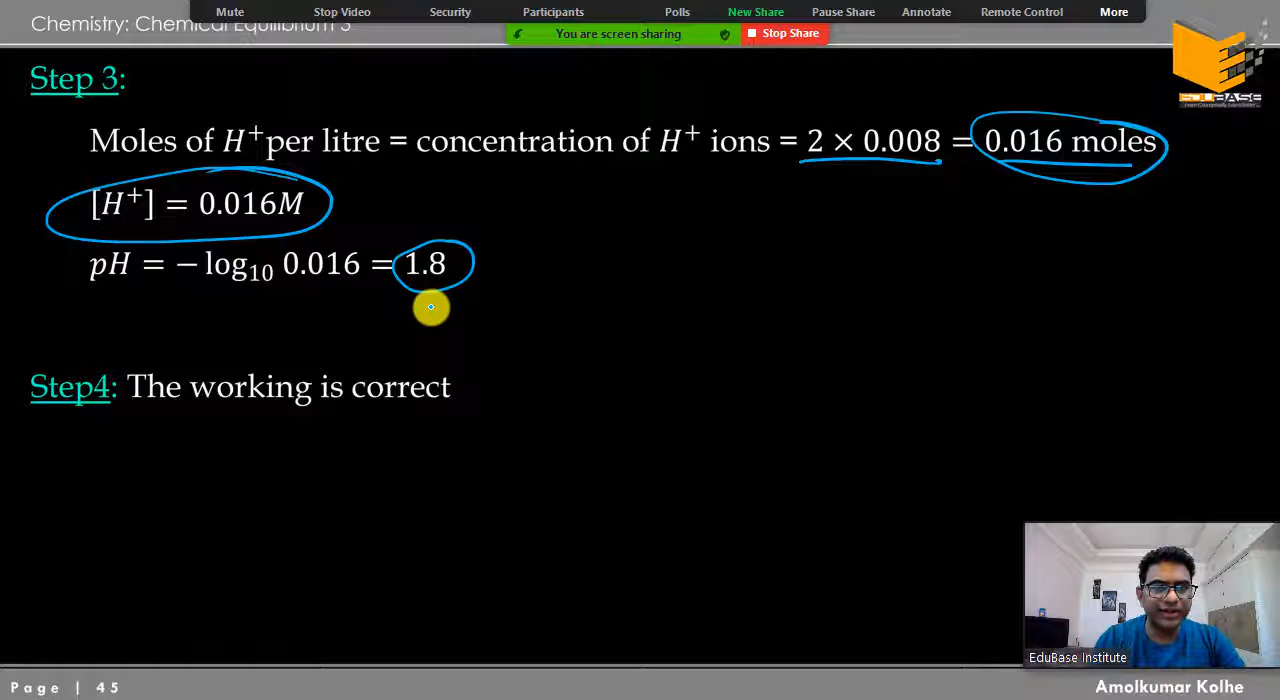 Mute Stop Video Security Participants Polls New Share Pause Share Annotate Remote Control More
Chemistry: Chemical Equilibrium 3
You are screen sharing Stop Share
EDUBASE
Step 3:
Moles of H⁺per litre = concentration of H⁺ ions = 2 × 0.008 = 0.016 moles
[H⁺] = 0.016M
pH = − log₁₀ 0.016 = 1.8
Step4: The working is correct
EduBase Institute
Page | 45
Amolkumar Kolhe